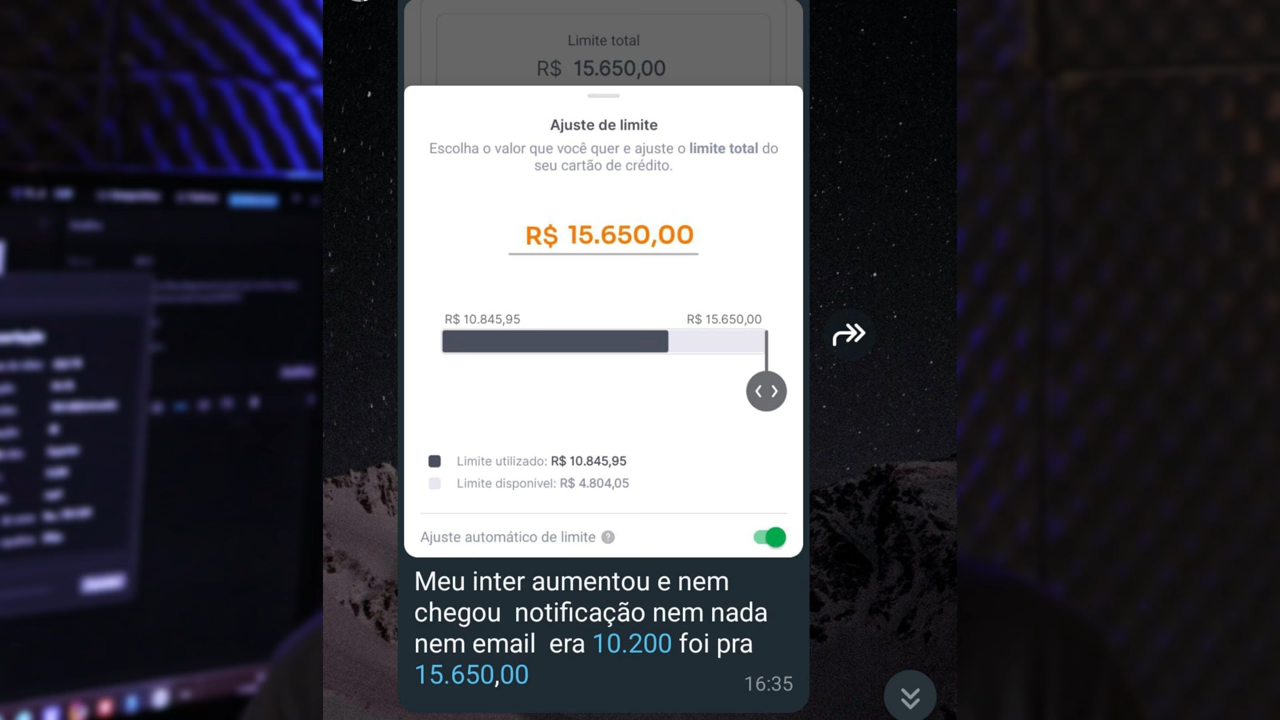 Limite total
R$ 15.650,00
Ajuste de limite
Escolha o valor que você quer e ajuste o limite total do
seu cartão de crédito.
R$ 15.650,00
R$ 10.845,95 R$ 15.650,00
Limite utilizado: R$ 10.845,95
Limite disponivel: R$ 4.804,05
Ajuste automático de limite ?
Meu inter aumentou e nem
chegou notificação nem nada
nem email era 10.200 foi pra
15.650,00
16:35